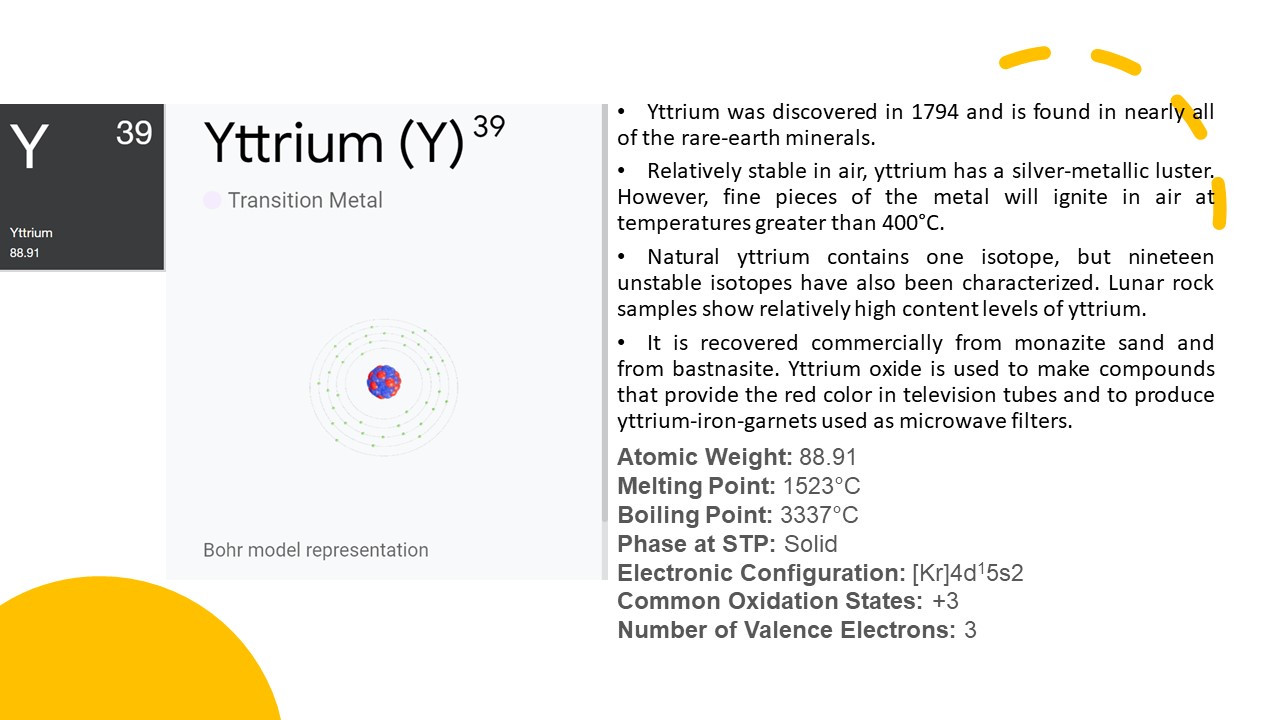 Y
39
Yttrium
88.91
Yttrium (Y)³⁹
Transition Metal
Bohr model representation
• Yttrium was discovered in 1794 and is found in nearly all
of the rare-earth minerals.
• Relatively stable in air, yttrium has a silver-metallic luster.
However, fine pieces of the metal will ignite in air at
temperatures greater than 400°C.
• Natural yttrium contains one isotope, but nineteen
unstable isotopes have also been characterized. Lunar rock
samples show relatively high content levels of yttrium.
• It is recovered commercially from monazite sand and
from bastnasite. Yttrium oxide is used to make compounds
that provide the red color in television tubes and to produce
yttrium-iron-garnets used as microwave filters.
Atomic Weight: 88.91
Melting Point: 1523°C
Boiling Point: 3337°C
Phase at STP: Solid
Electronic Configuration: [Kr]4d¹5s2
Common Oxidation States: +3
Number of Valence Electrons: 3